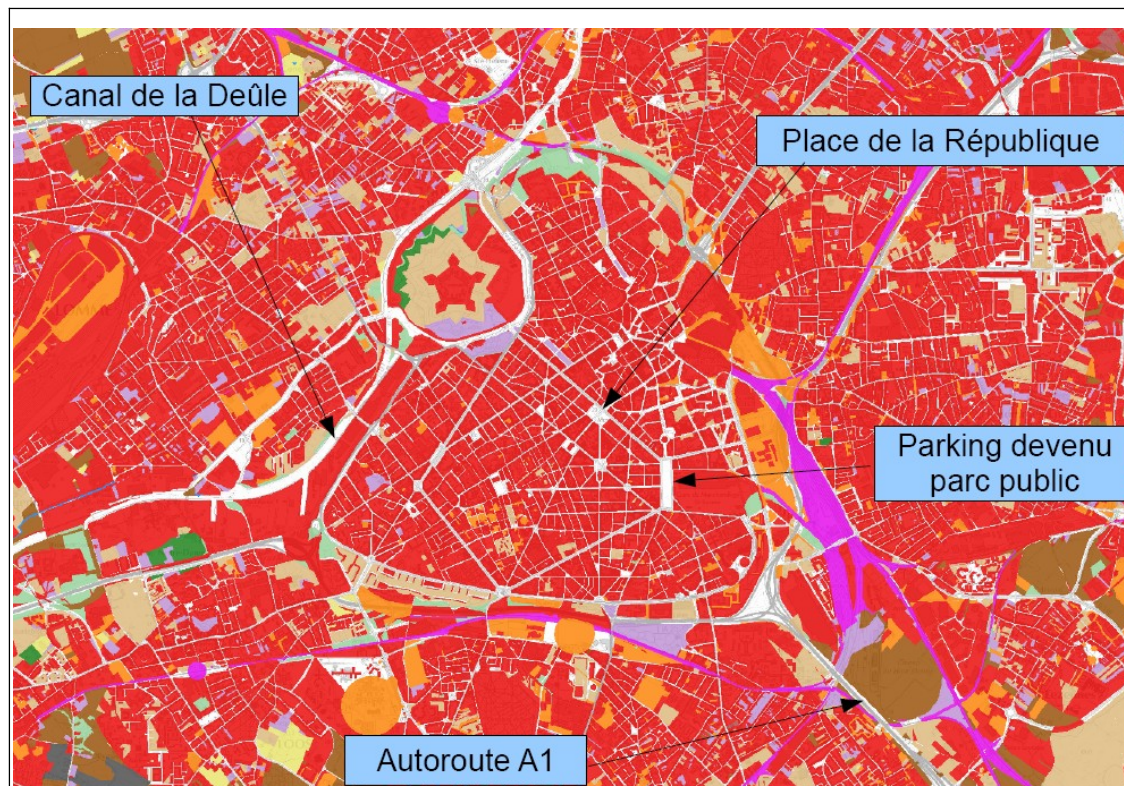 Canal de la Deûle
Place de la République
Parking devenu
parc public
Autoroute A1